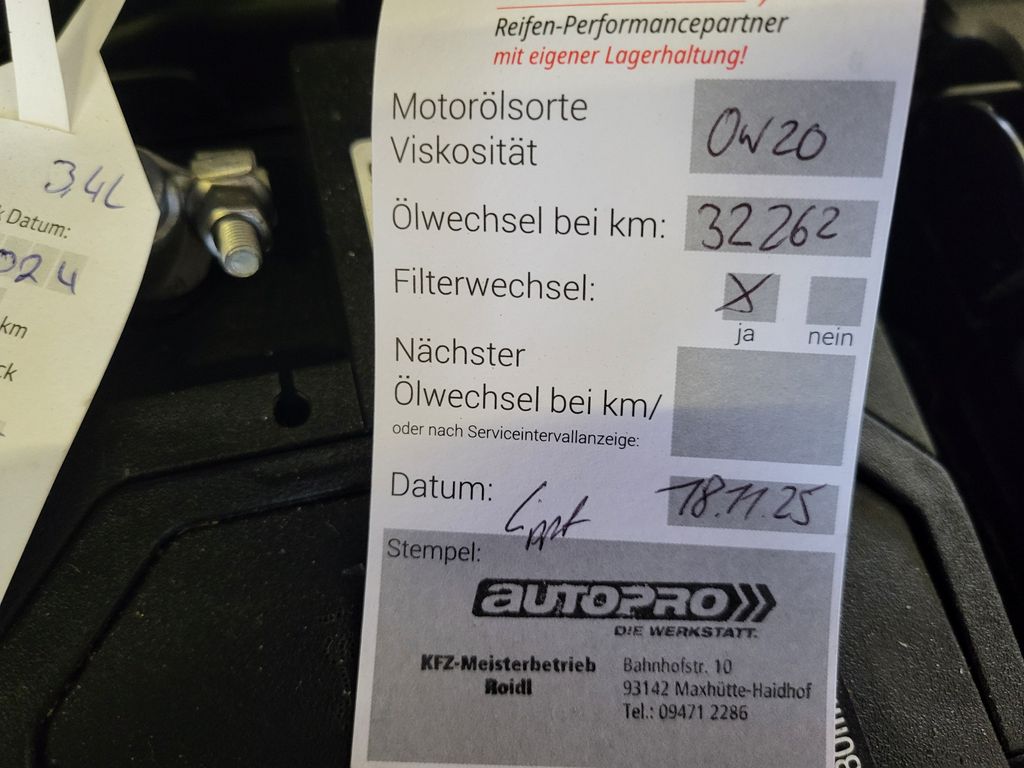 Reifen-Performancepartner
mit eigener Lagerhaltung!
Motorölsorte
Viskosität
0W20
Ölwechsel bei km: 32262
Filterwechsel: X
ja nein
Nächster
Ölwechsel bei km/
oder nach Serviceintervallanzeige:
Datum: 18.11.25
Stempel:
AUTOPRO
DIE WERKSTATT.
KFZ-Meisterbetrieb
Roidl
Bahnhofstr. 10
93142 Maxhütte-Haidhof
Tel.: 09471 2286
3,4L
Datum:
024
km